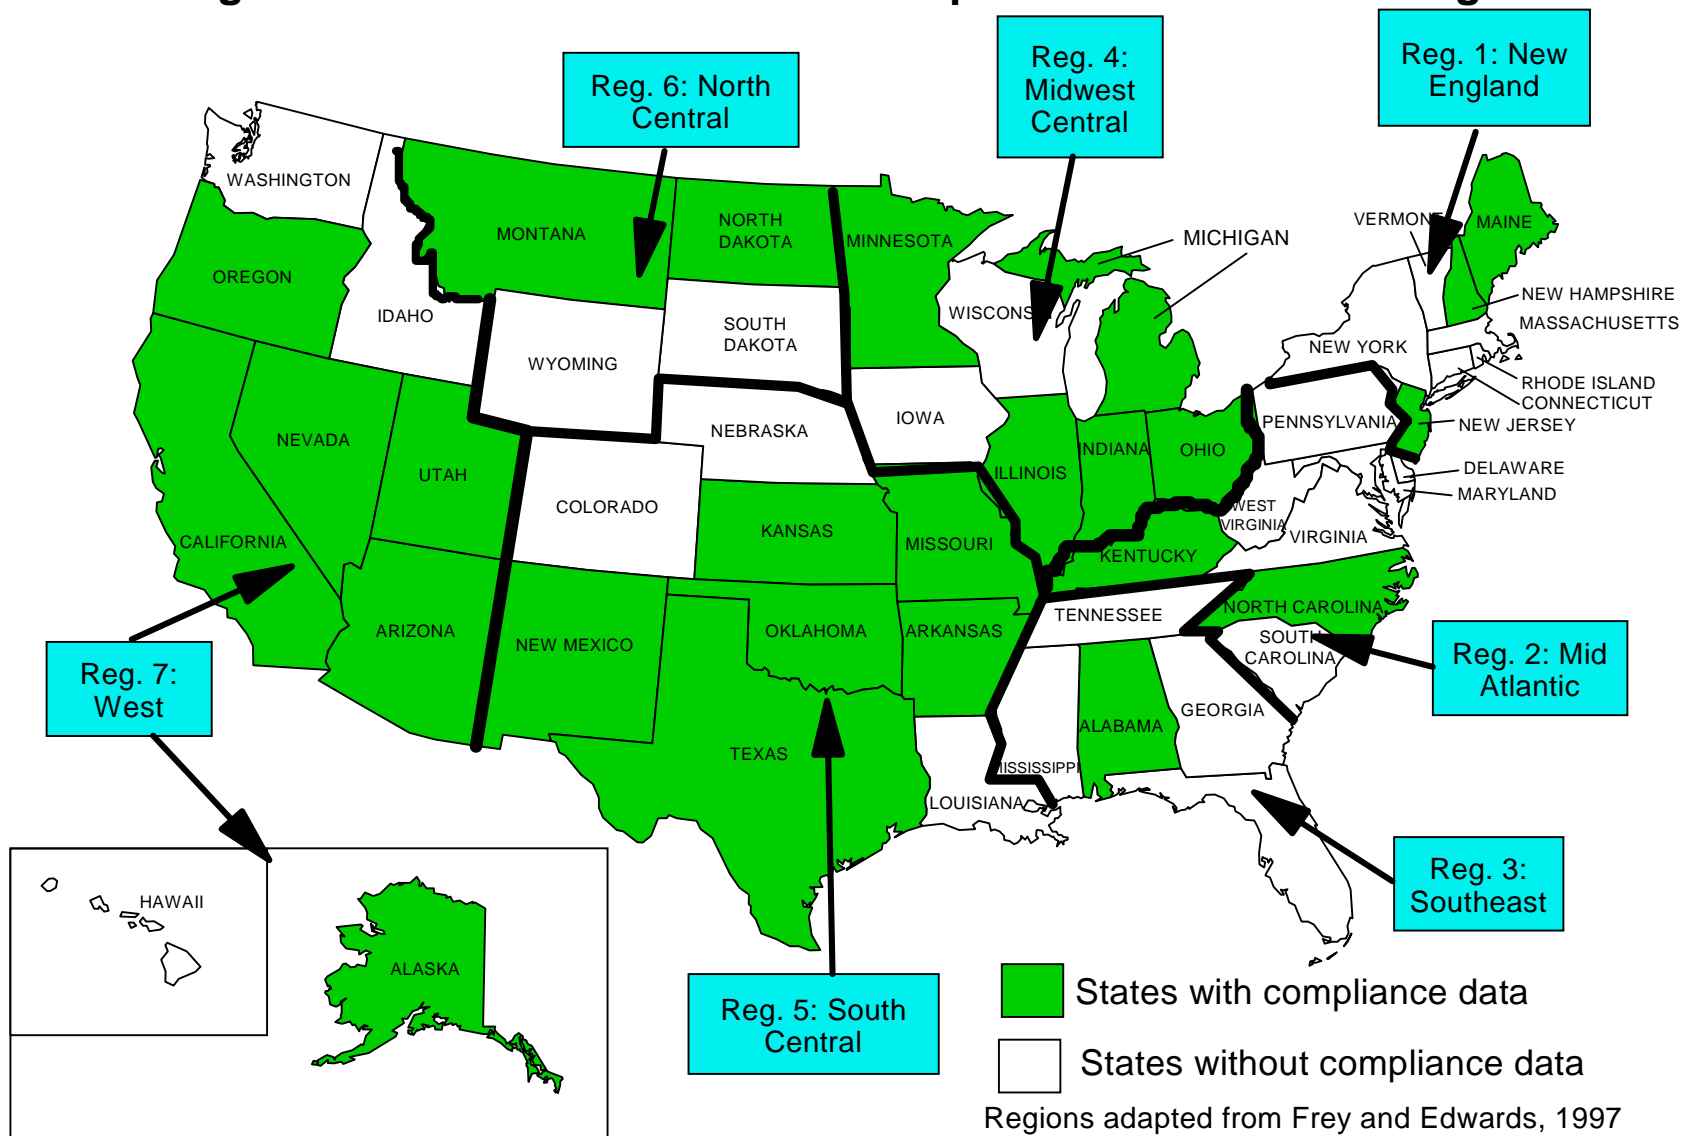 Reg. 6: North
Central
Reg. 4:
Midwest
Central
Reg. 1: New
England
WASHINGTON
MONTANA
NORTH
DAKOTA
MINNESOTA
MICHIGAN
VERMONT
MAINE
OREGON
IDAHO
WYOMING
SOUTH
DAKOTA
WISCONSIN
NEW YORK
NEW HAMPSHIRE
MASSACHUSETTS
RHODE ISLAND
CONNECTICUT
NEW JERSEY
DELAWARE
MARYLAND
NEVADA
UTAH
COLORADO
NEBRASKA
IOWA
ILLINOIS
INDIANA
OHIO
PENNSYLVANIA
CALIFORNIA
KANSAS
MISSOURI
KENTUCKY
WEST
VIRGINIA
VIRGINIA
ARIZONA
NEW MEXICO
OKLAHOMA
ARKANSAS
TENNESSEE
NORTH CAROLINA
SOUTH
CAROLINA
Reg. 7:
West
Reg. 2: Mid
Atlantic
TEXAS
LOUISIANA
MISSISSIPPI
ALABAMA
GEORGIA
Reg. 3:
Southeast
HAWAII
ALASKA
Reg. 5: South
Central
States with compliance data
States without compliance data
Regions adapted from Frey and Edwards, 1997